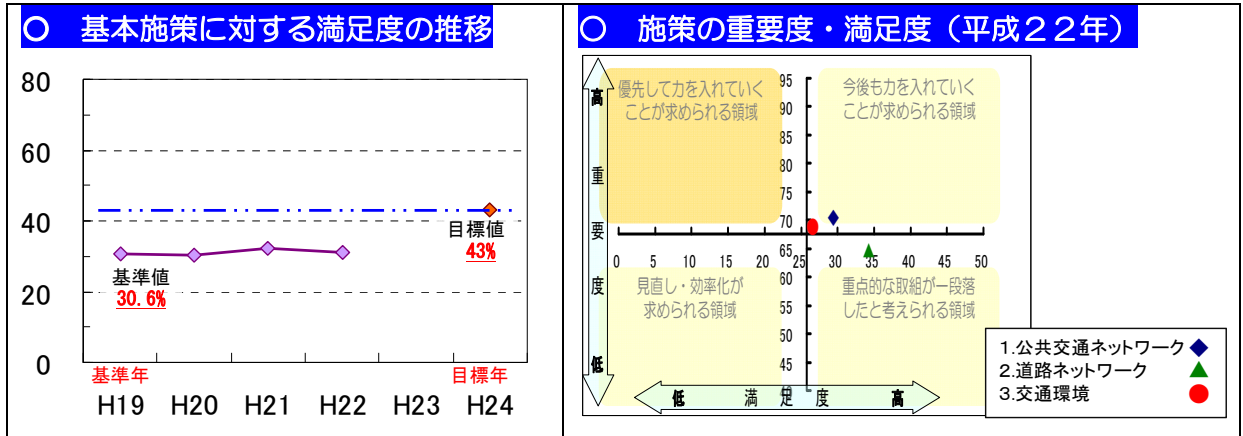 ○ 基本施策に対する満足度の推移
80
60
40
20
0
目標値
43%
基準値
30.6%
基準年
目標年
H19 H20 H21 H22 H23 H24
○ 施策の重要度・満足度（平成２２年）
高
重
要
度
低
優先して力を入れていく
ことが求められる領域
今後も力を入れていく
ことが求められる領域
95
90
85
80
75
70
65
60
55
50
45
40
0 5 10 15 20 25 30 35 40 45 50
見直し・効率化が
求められる領域
重点的な取組が一段落
したと考えられる領域
低 満 足 度 高
1.公共交通ネットワーク
2.道路ネットワーク
3.交通環境